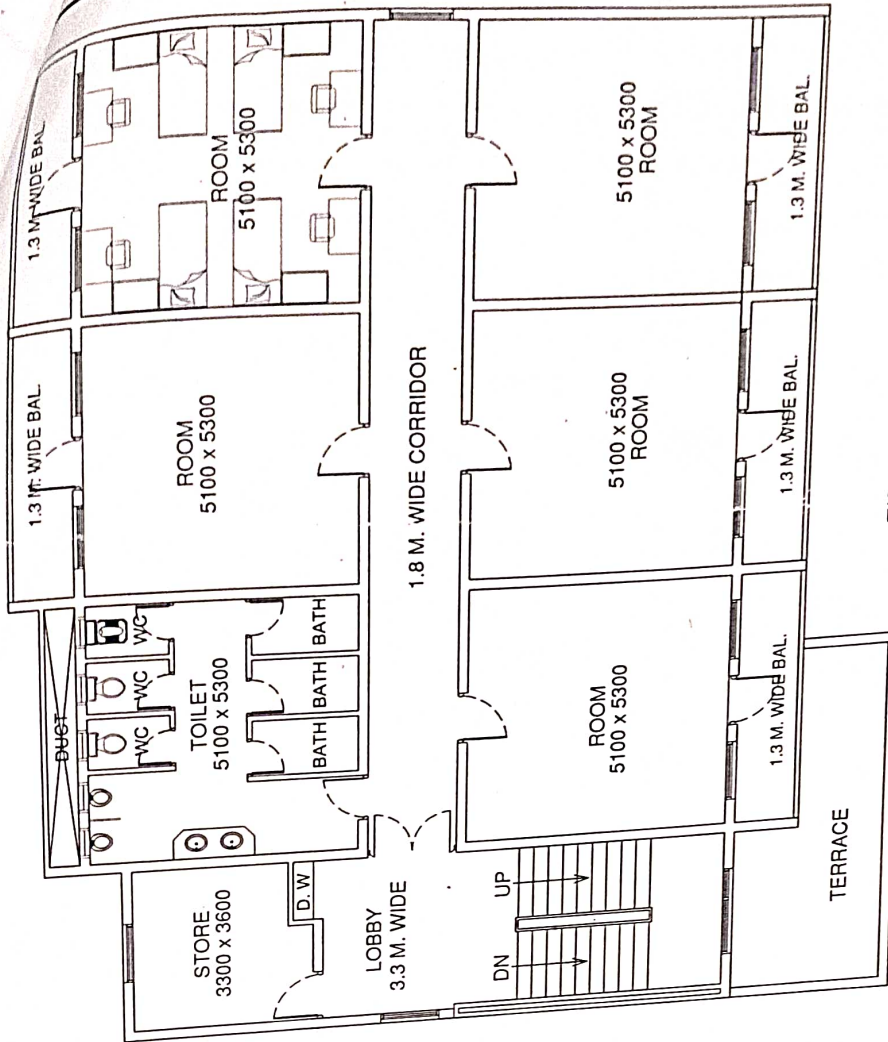 1.3 M. WIDE BAL.
ROOM
5100 x 5300
5100 x 5300
ROOM
1.3 M. WIDE BAL.
1.3 M. WIDE BAL.
ROOM
5100 x 5300
1.8 M. WIDE CORRIDOR
5100 x 5300
ROOM
1.3 M. WIDE BAL.
DUCT
WC
WC
WC
TOILET
5100 x 5300
BATH
BATH
BATH
ROOM
5100 x 5300
1.3 M. WIDE BAL.
STORE
3300 x 3600
D.W
LOBBY
3.3 M. WIDE
UP
DN
TERRACE